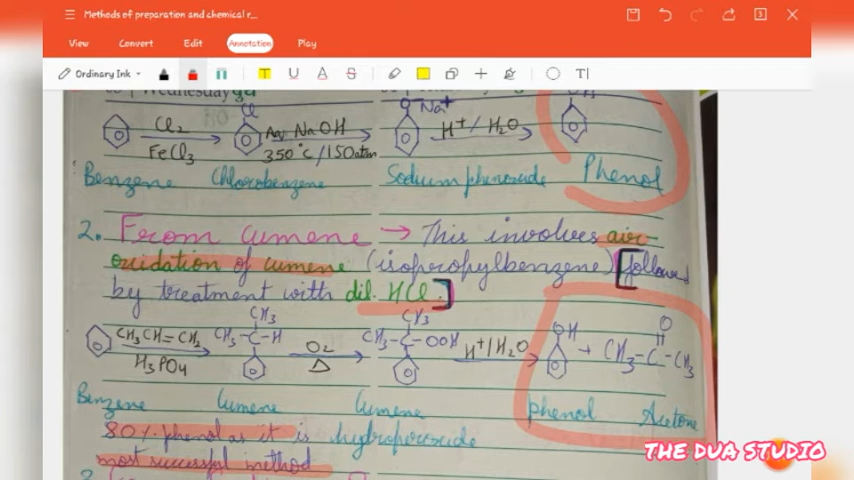 Methods of preparation and chemical r...
3
View Convert Edit Annotation Play
Ordinary Ink T T
Cl
O Na+
Cl2 Aq NaOH H+/H2O
FeCl3 350°C/150atm
Benzene Chlorobenzene Sodium phenoxide Phenol
2. From cumene → This involves air
oxidation of cumene (isopropylbenzene) [followed
by treatment with dil. HCl.]
CH3 CH3 OH O
CH3CH=CH2 CH3-C-H O2 CH3-C-OOH H+/H2O + CH3-C-CH3
H3PO4 Δ
Benzene Cumene Cumene phenol Acetone
80% phenol as it is hydroperoxide
most successful method
THE DUA STUDIO